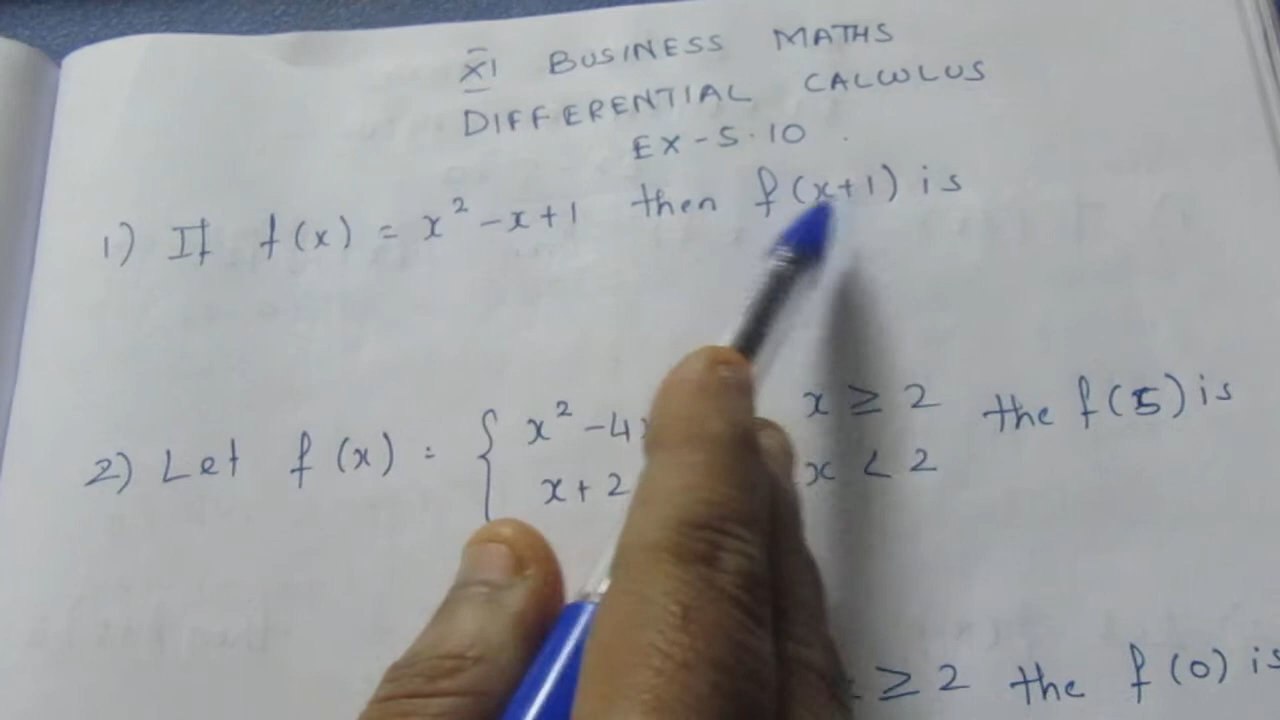 XI BUSINESS MATHS
DIFFERENTIAL CALCULUS
EX-5.10.
1) If f(x) = x² - x + 1 then f(x+1) is
2) Let f(x) = { x² - 4x x ≥ 2 the f(5) is
x + 2 x < 2
≥ 2 the f(0) is